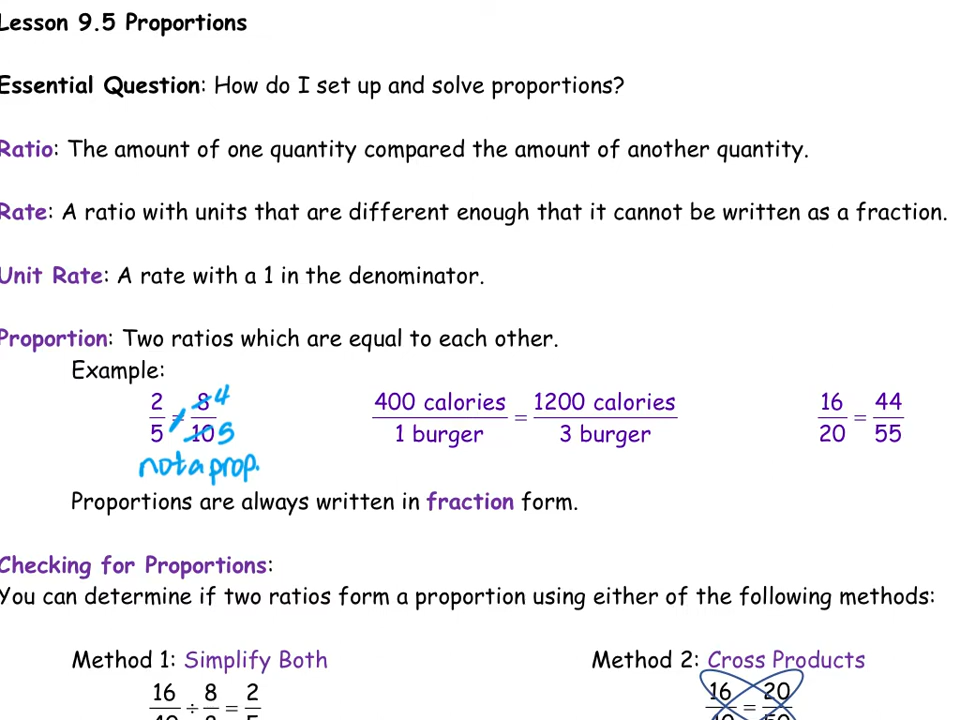 Lesson 9.5 Proportions
Essential Question: How do I set up and solve proportions?
Ratio: The amount of one quantity compared the amount of another quantity.
Rate: A ratio with units that are different enough that it cannot be written as a fraction.
Unit Rate: A rate with a 1 in the denominator.
Proportion: Two ratios which are equal to each other.
Example:
2/5 ≠ 8/10 4/5 400 calories/1 burger = 1200 calories/3 burger 16/20 = 44/55
not a prop.
Proportions are always written in fraction form.
Checking for Proportions:
You can determine if two ratios form a proportion using either of the following methods:
Method 1: Simplify Both Method 2: Cross Products
16 ÷ 8 = 2 16 = 20